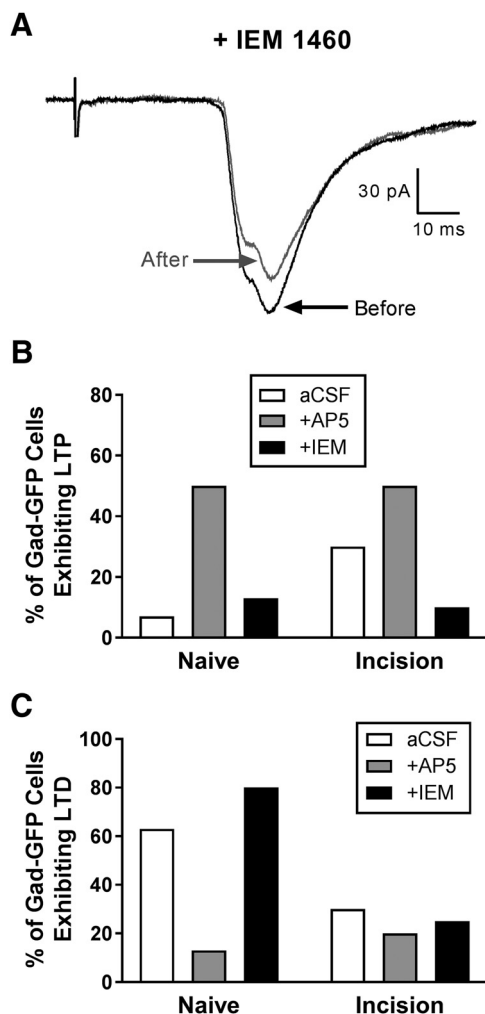 A
+ IEM 1460
30 pA
10 ms
After
Before
B
% of Gad-GFP Cells
Exhibiting LTP
80
60
40
20
0
aCSF
+AP5
+IEM
Naive
Incision
C
% of Gad-GFP Cells
Exhibiting LTD
100
80
60
40
20
0
aCSF
+AP5
+IEM
Naive
Incision